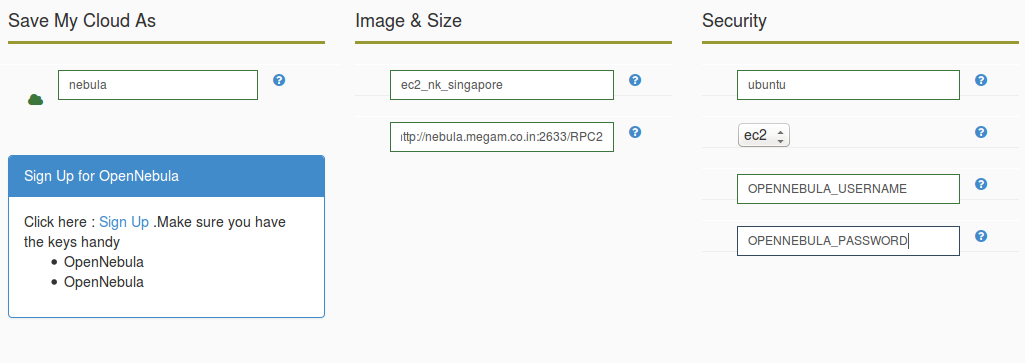 Save My Cloud As
nebula
Sign Up for OpenNebula
Click here : Sign Up .Make sure you have
the keys handy
OpenNebula
OpenNebula
Image & Size
ec2_nk_singapore
ttp://nebula.megam.co.in:2633/RPC2
Security
ubuntu
ec2
OPENNEBULA_USERNAME
OPENNEBULA_PASSWORD